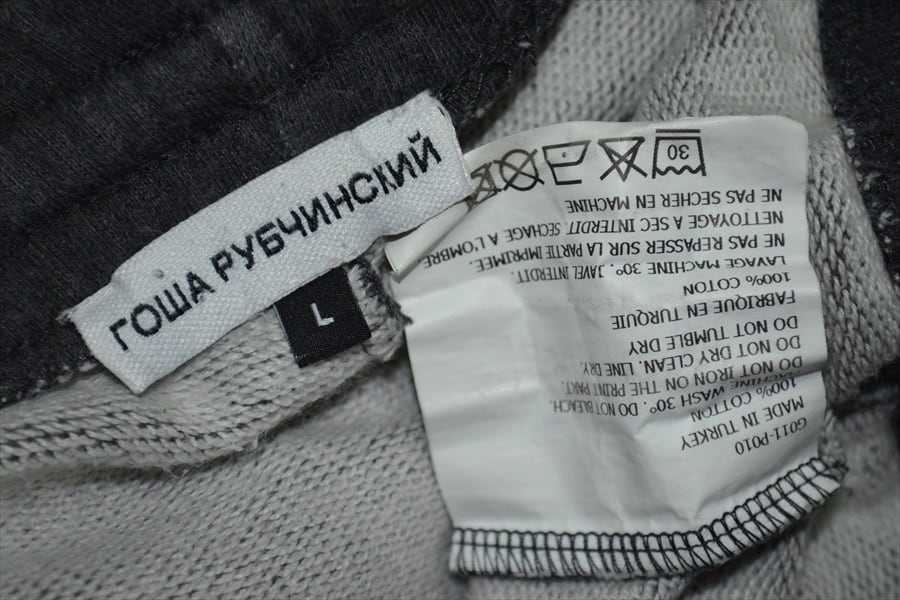 ГОША РУБЧИНСКИЙ
L
G011-P010
MADE IN TURKEY
100% COTTON
MACHINE WASH 30º. DO NOT BLEACH.
DO NOT IRON ON THE PRINT PART.
DO NOT DRY CLEAN. LINE DRY.
DO NOT TUMBLE DRY
FABRIQUE EN TURQUIE
100% COTON
LAVAGE MACHINE 30º. JAVEL INTERDIT.
NE PAS REPASSER SUR LA PARTIE IMPRIMEE.
NETTOYAGE A SEC INTERDIT. SECHAGE A L'OMBRE
NE PAS SECHER EN MACHINE
30